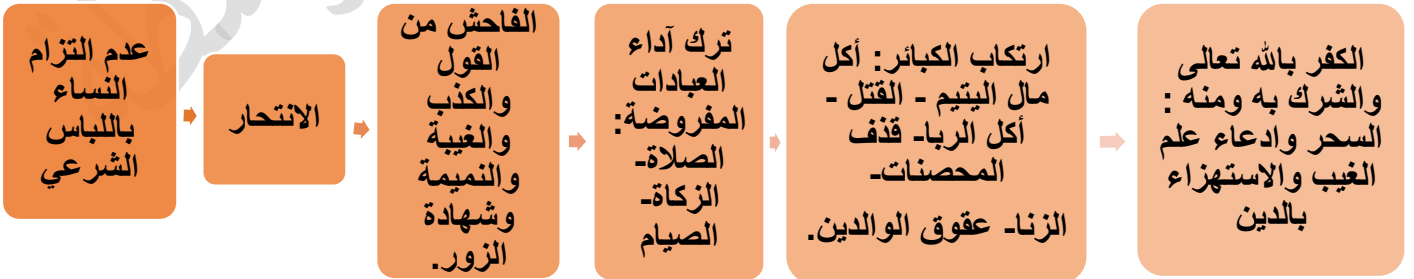 الكفر بالله تعالى
والشرك به ومنه :
السحر وادعاء علم
الغيب والاستهزاء
بالدين
ارتكاب الكبائر: أكل
مال اليتيم - القتل -
أكل الربا- قذف
المحصنات-
الزنا- عقوق الوالدين.
ترك آداء
العبادات
المفروضة:
الصلاة-
الزكاة-
الصيام
الفاحش من
القول
والكذب
والغيبة
والنميمة
وشهادة
الزور.
الانتحار
عدم التزام
النساء
باللباس
الشرعي